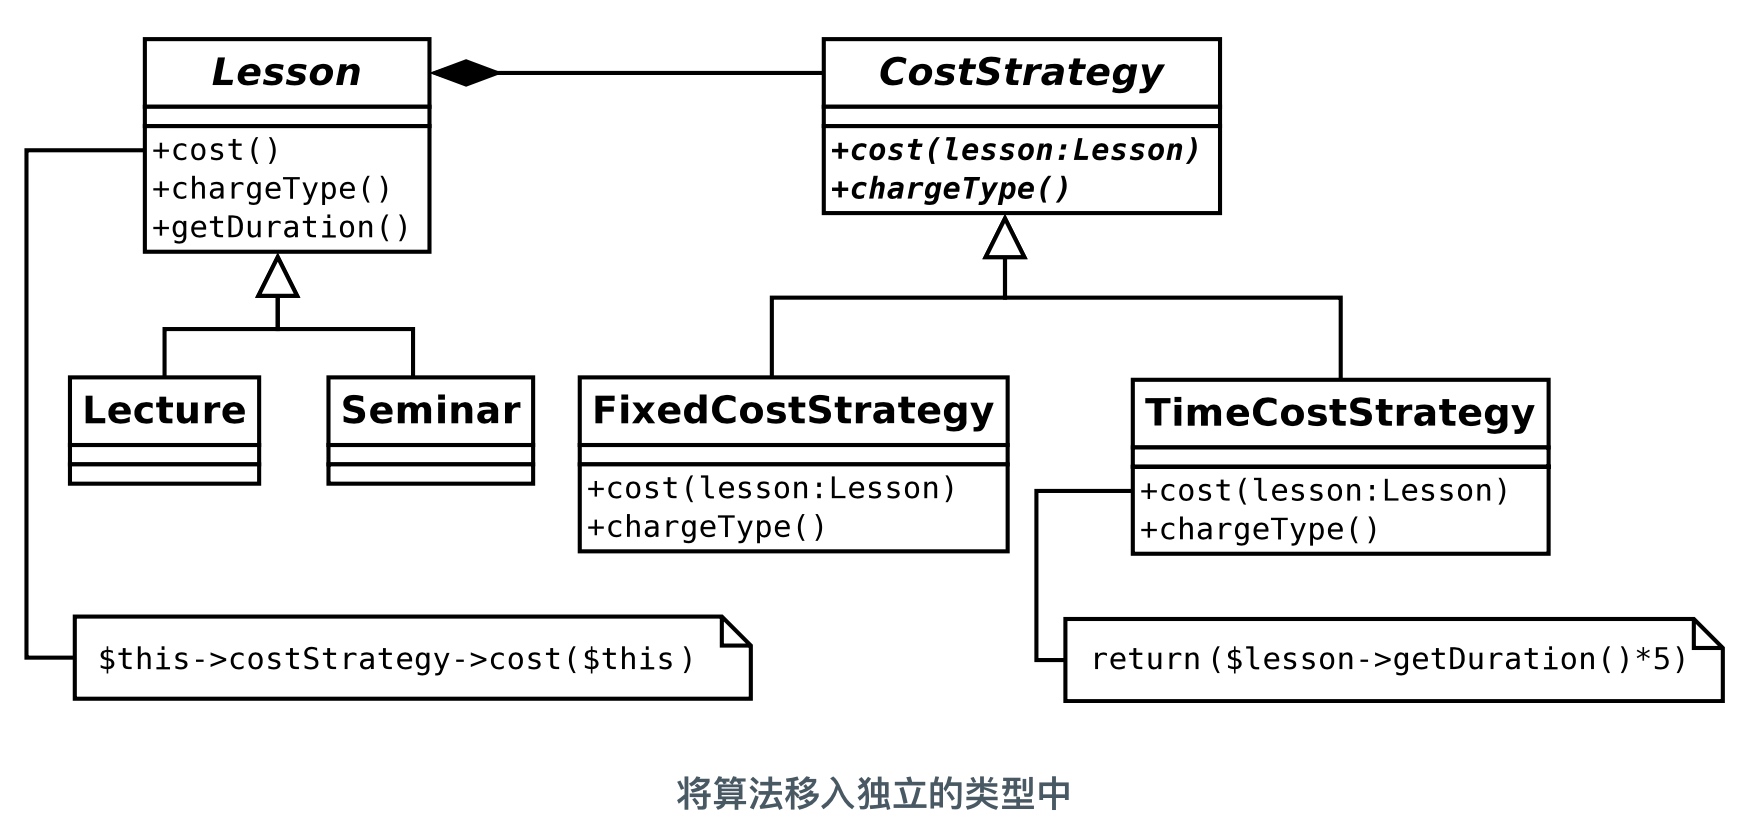 Lesson
+cost()
+chargeType()
+getDuration()
CostStrategy
+cost(lesson:Lesson)
+chargeType()
Lecture
Seminar
FixedCostStrategy
+cost(lesson:Lesson)
+chargeType()
TimeCostStrategy
+cost(lesson:Lesson)
+chargeType()
$this->costStrategy->cost($this)
return ($lesson->getDuration()*5)
将算法移入独立的类型中